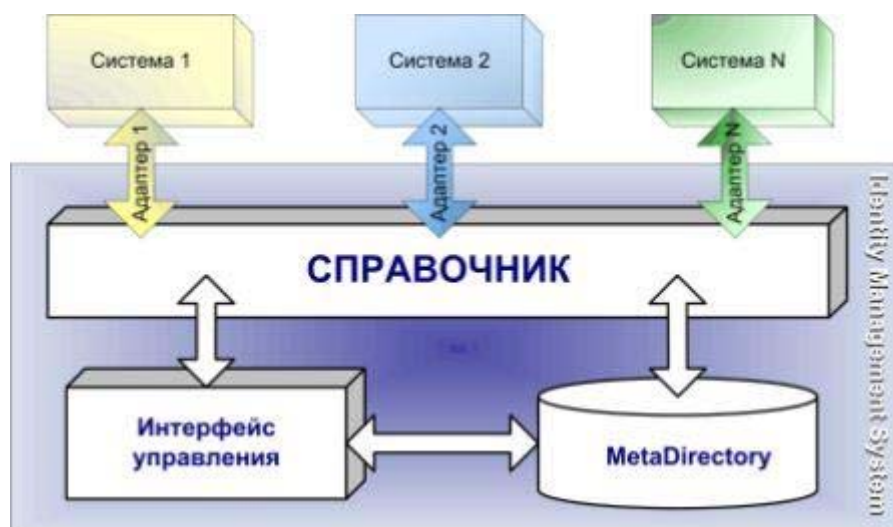 Система 1
Система 2
Система N
Адаптер 1
Адаптер 2
Адаптер N
СПРАВОЧНИК
Интерфейс
управления
MetaDirectory
Identity Management System